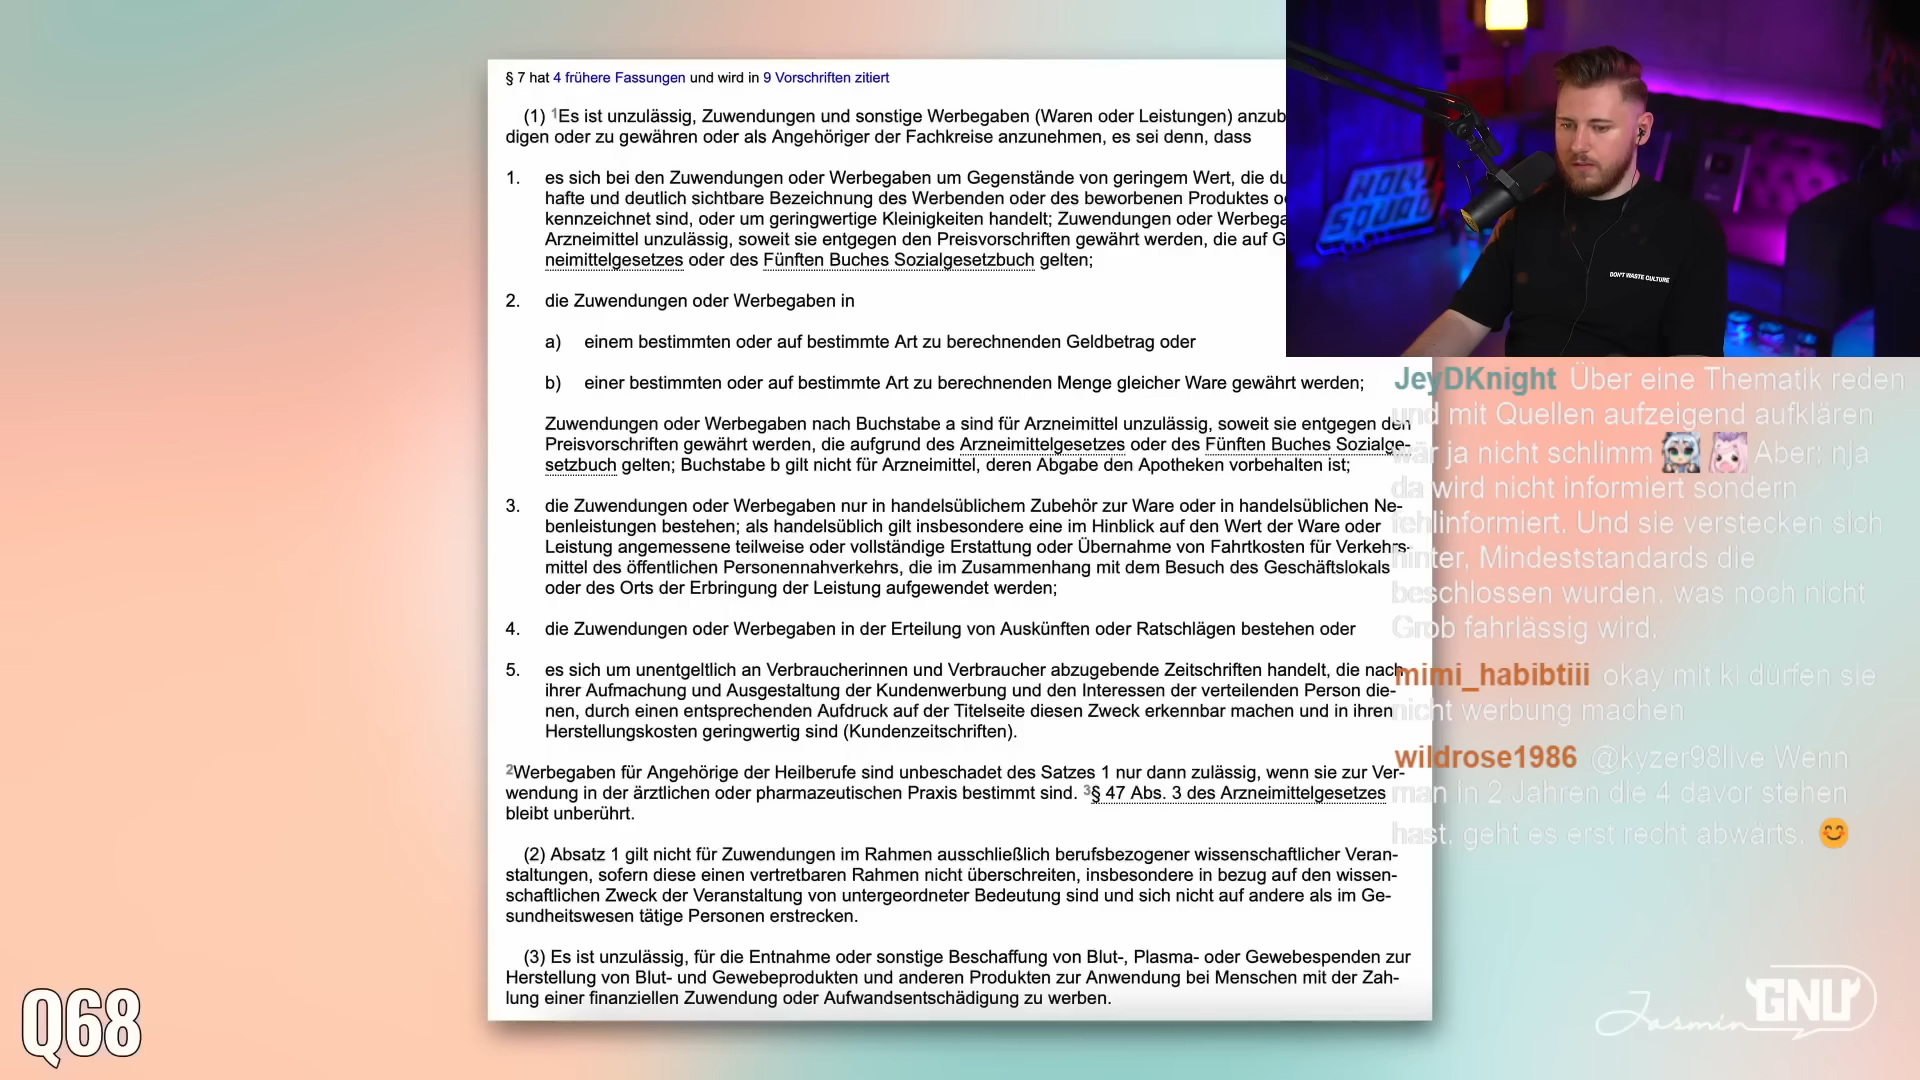 § 7 hat 4 frühere Fassungen und wird in 9 Vorschriften zitiert
(1) 1Es ist unzulässig, Zuwendungen und sonstige Werbegaben (Waren oder Leistungen) anzub
digen oder zu gewähren oder als Angehöriger der Fachkreise anzunehmen, es sei denn, dass
1. es sich bei den Zuwendungen oder Werbegaben um Gegenstände von geringem Wert, die du
hafte und deutlich sichtbare Bezeichnung des Werbenden oder des beworbenen Produktes o
kennzeichnet sind, oder um geringwertige Kleinigkeiten handelt; Zuwendungen oder Werbega
Arzneimittel unzulässig, soweit sie entgegen den Preisvorschriften gewährt werden, die auf G
neimittelgesetzes oder des Fünften Buches Sozialgesetzbuch gelten;
2. die Zuwendungen oder Werbegaben in
a) einem bestimmten oder auf bestimmte Art zu berechnenden Geldbetrag oder
b) einer bestimmten oder auf bestimmte Art zu berechnenden Menge gleicher Ware gewährt werden;
Zuwendungen oder Werbegaben nach Buchstabe a sind für Arzneimittel unzulässig, soweit sie entgegen den
Preisvorschriften gewährt werden, die aufgrund des Arzneimittelgesetzes oder des Fünften Buches Sozialge-
setzbuch gelten; Buchstabe b gilt nicht für Arzneimittel, deren Abgabe den Apotheken vorbehalten ist;
3. die Zuwendungen oder Werbegaben nur in handelsüblichem Zubehör zur Ware oder in handelsüblichen Ne-
benleistungen bestehen; als handelsüblich gilt insbesondere eine im Hinblick auf den Wert der Ware oder
Leistung angemessene teilweise oder vollständige Erstattung oder Übernahme von Fahrtkosten für Verkehrs-
mittel des öffentlichen Personennahverkehrs, die im Zusammenhang mit dem Besuch des Geschäftslokals
oder des Orts der Erbringung der Leistung aufgewendet werden;
4. die Zuwendungen oder Werbegaben in der Erteilung von Auskünften oder Ratschlägen bestehen oder
5. es sich um unentgeltlich an Verbraucherinnen und Verbraucher abzugebende Zeitschriften handelt, die nach
ihrer Aufmachung und Ausgestaltung der Kundenwerbung und den Interessen der verteilenden Person die-
nen, durch einen entsprechenden Aufdruck auf der Titelseite diesen Zweck erkennbar machen und in ihren
Herstellungskosten geringwertig sind (Kundenzeitschriften).
2Werbegaben für Angehörige der Heilberufe sind unbeschadet des Satzes 1 nur dann zulässig, wenn sie zur Ver-
wendung in der ärztlichen oder pharmazeutischen Praxis bestimmt sind. 3§ 47 Abs. 3 des Arzneimittelgesetzes
bleibt unberührt.
(2) Absatz 1 gilt nicht für Zuwendungen im Rahmen ausschließlich berufsbezogener wissenschaftlicher Veran-
staltungen, sofern diese einen vertretbaren Rahmen nicht überschreiten, insbesondere in bezug auf den wissen-
schaftlichen Zweck der Veranstaltung von untergeordneter Bedeutung sind und sich nicht auf andere als im Ge-
sundheitswesen tätige Personen erstrecken.
(3) Es ist unzulässig, für die Entnahme oder sonstige Beschaffung von Blut-, Plasma- oder Gewebespenden zur
Herstellung von Blut- und Gewebeprodukten und anderen Produkten zur Anwendung bei Menschen mit der Zah-
lung einer finanziellen Zuwendung oder Aufwandsentschädigung zu werben.
HOLY
SQUAD
DON'T WASTE CULTURE
JeyDKnight Über eine Thematik reden
und mit Quellen aufzeigend aufklären
wär ja nicht schlimm Aber: nja
da wird nicht informiert sondern
fehlinformiert. Und sie verstecken sich
hinter, Mindeststandards die
beschlossen wurden. was noch nicht
Grob fahrlässig wird.
mimi_habibtiii okay mit ki dürfen sie
nicht werbung machen
wildrose1986 @kyzer98live Wenn
man in 2 Jahren die 4 davor stehen
hast. geht es erst recht abwärts.
Q68
Jasmin GNU